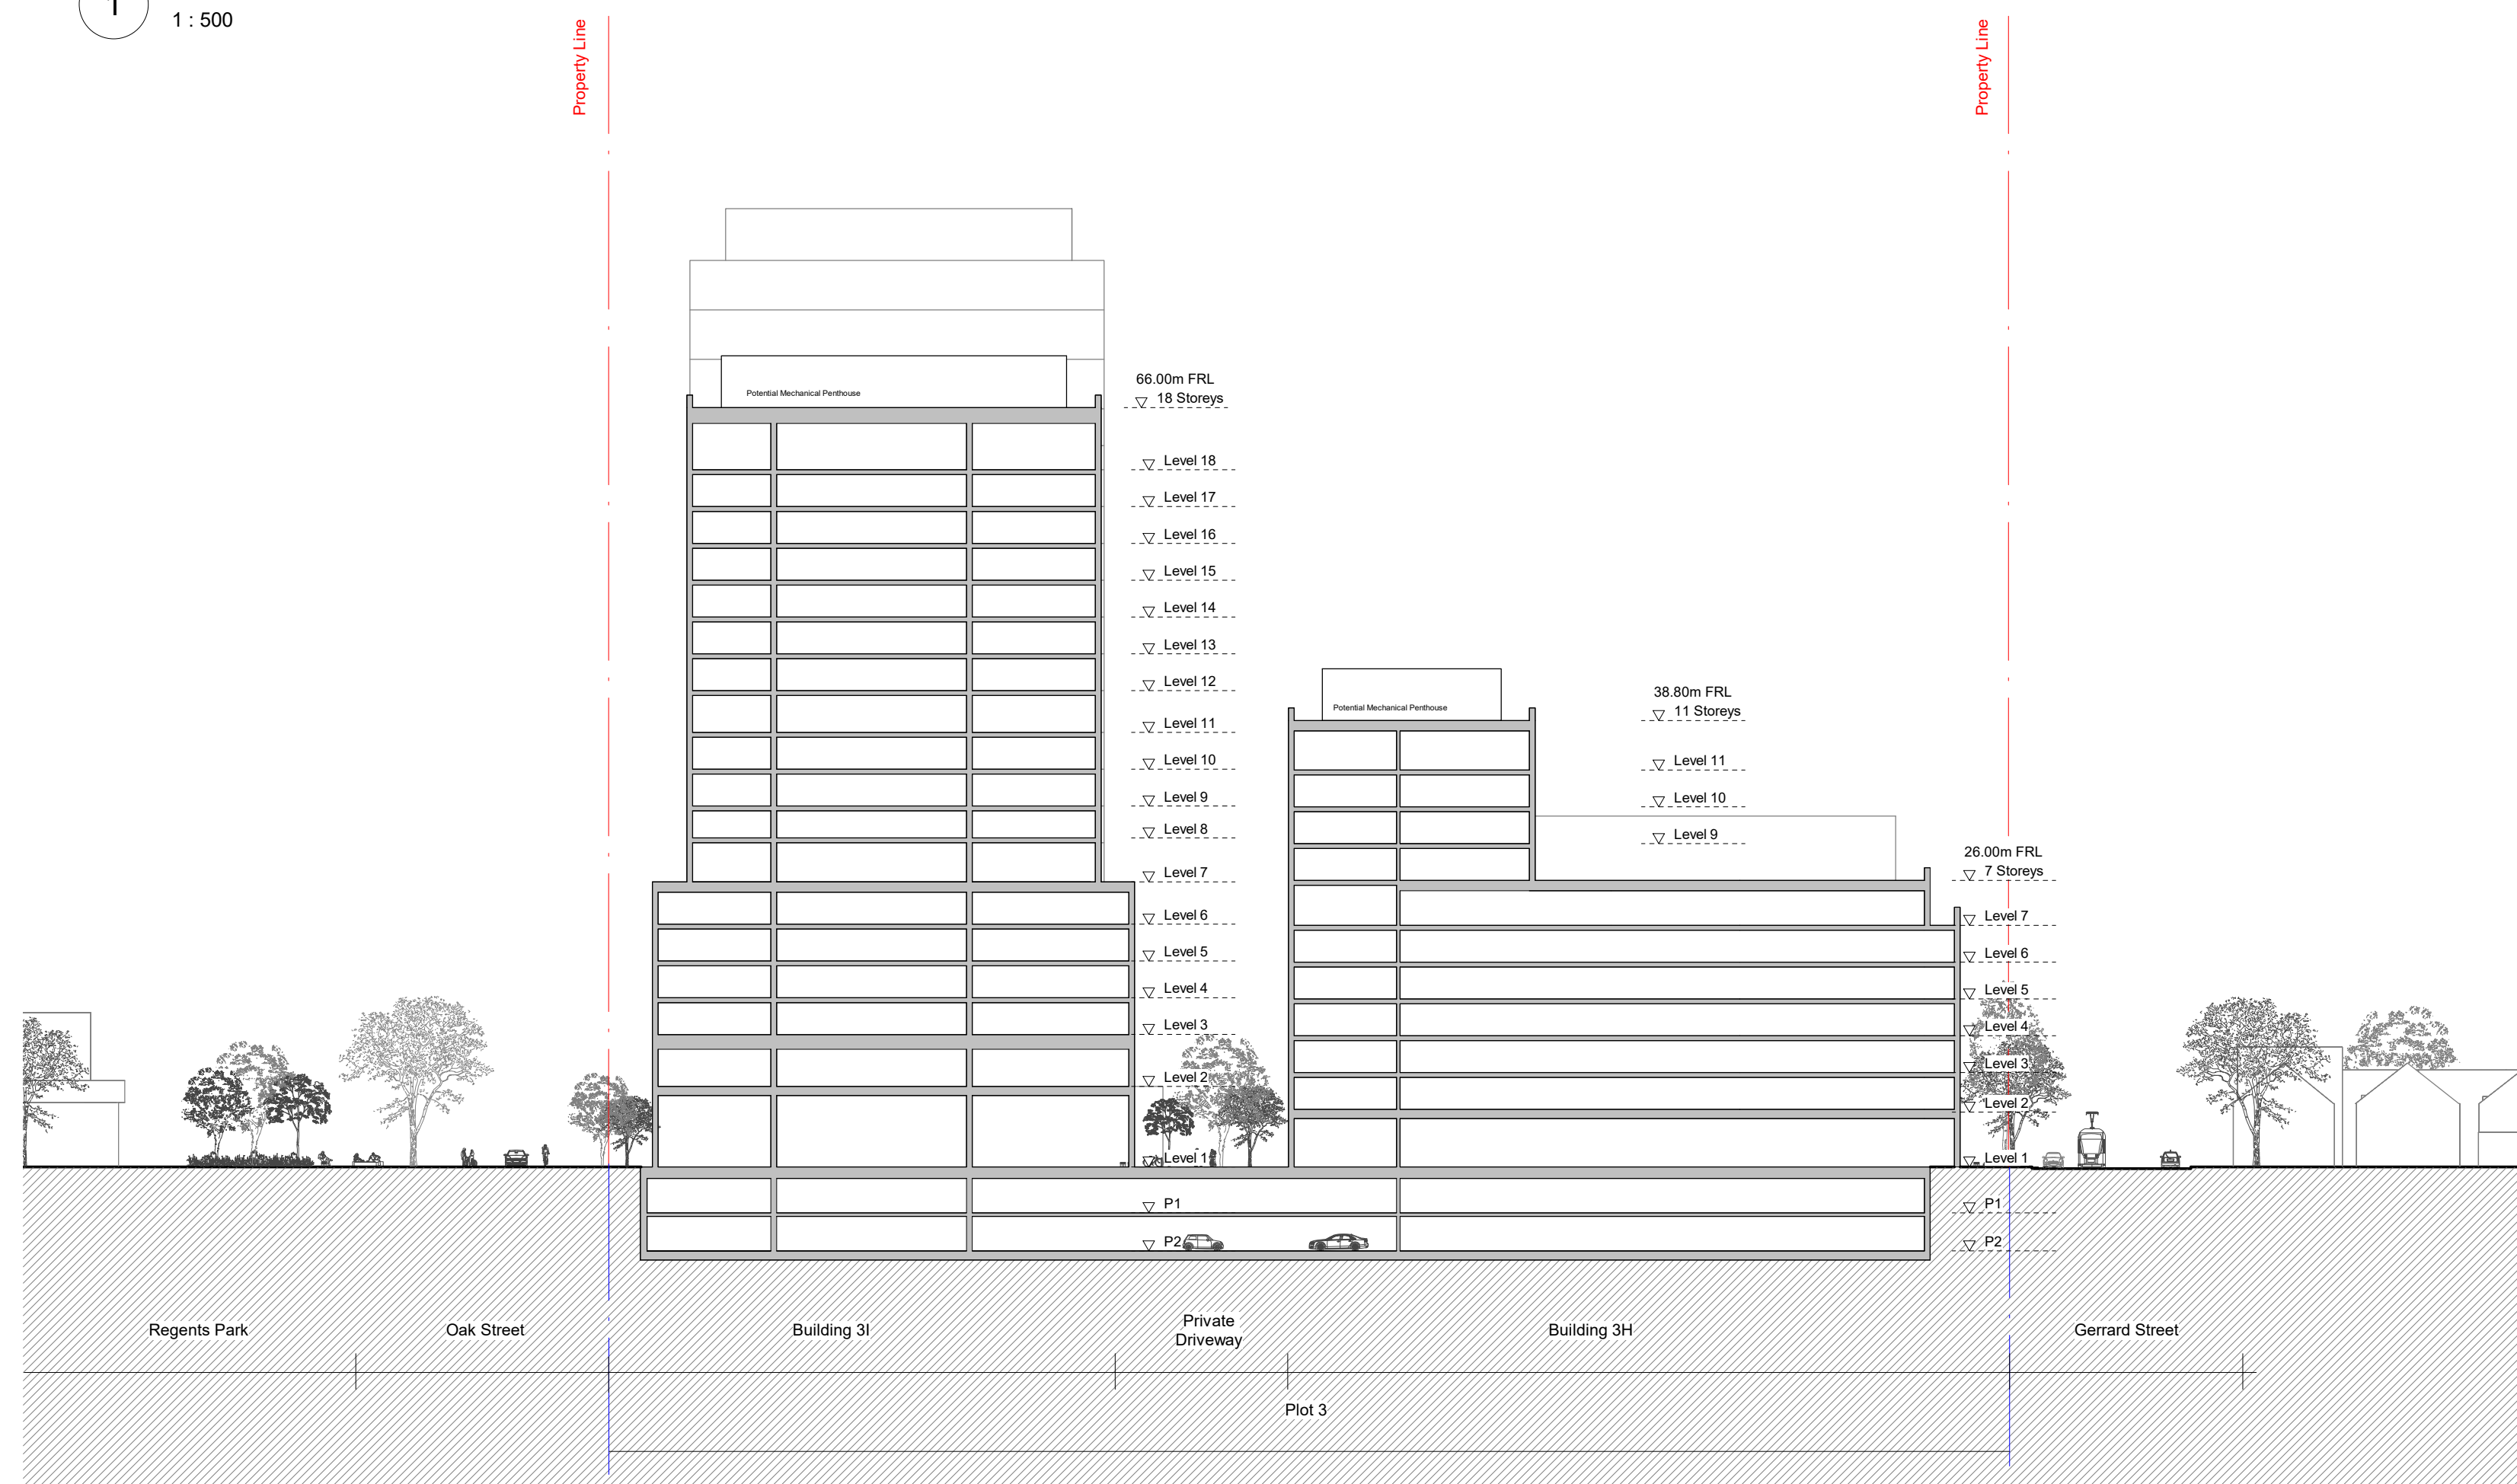 1
1 : 500
Property Line
Property Line
Potential Mechanical Penthouse
66.00m FRL
18 Storeys
Level 18
Level 17
Level 16
Level 15
Level 14
Level 13
Level 12
Level 11
Level 10
Level 9
Level 8
Level 7
Level 6
Level 5
Level 4
Level 3
Level 2
Level 1
P1
P2
Potential Mechanical Penthouse
38.80m FRL
11 Storeys
Level 11
Level 10
Level 9
26.00m FRL
7 Storeys
Level 7
Level 6
Level 5
Level 4
Level 3
Level 2
Level 1
P1
P2
Regents Park
Oak Street
Building 3I
Private
Driveway
Building 3H
Gerrard Street
Plot 3